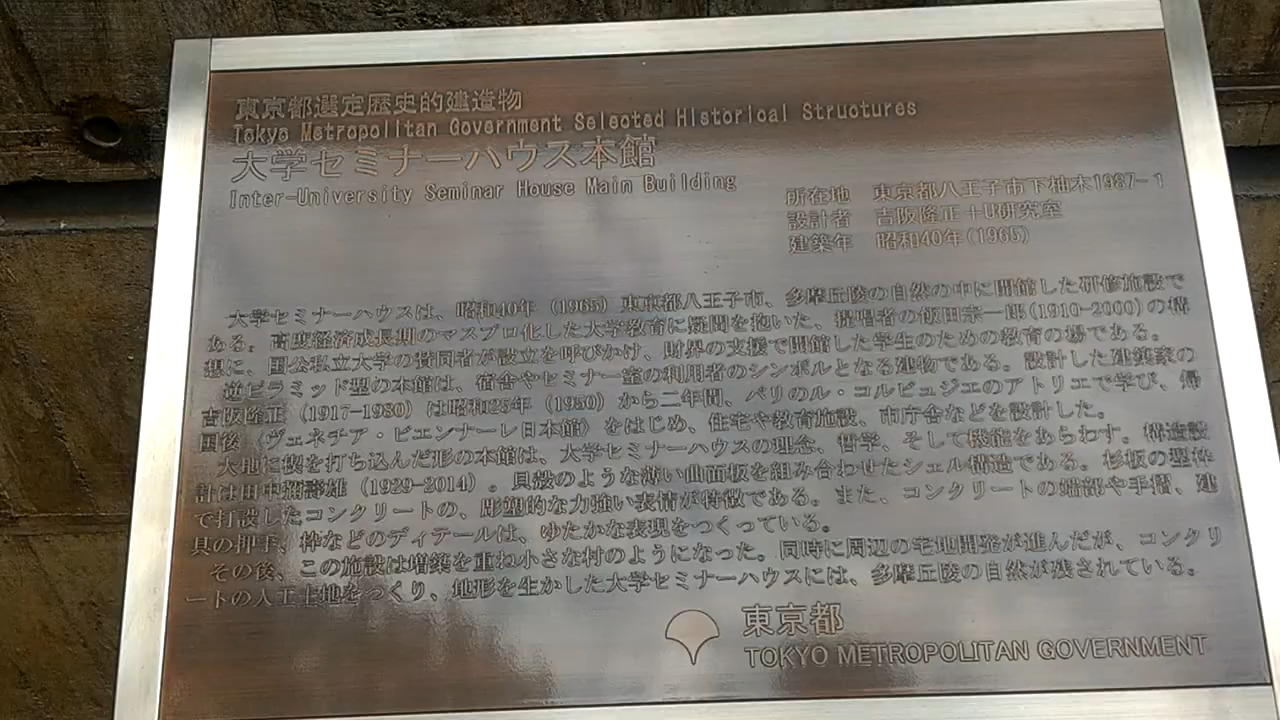 東京都選定歴史的建造物
Tokyo Metropolitan Government Selected Historical Structures
大学セミナーハウス本館
Inter-University Seminar House Main Building
所在地 東京都八王子市下柚木1987-1
設計者 吉阪隆正+U研究室
建築年 昭和40年(1965)
大学セミナーハウスは、昭和40年（1965）東京都八王子市、多摩丘陵の自然の中に開館した研修施設で
ある。高度経済成長期のマスプロ化した大学教育に疑問を抱いた、提唱者の飯田宗一郎(1910-2000)の構
想に、国公私立大学の賛同者が設立を呼びかけ、財界の支援で開館した学生のための教育の場である。
逆ピラミッド型の本館は、宿舎やセミナー室の利用者のシンボルとなる建物である。設計した建築家の
吉阪隆正（1917-1980）は昭和25年（1950）から二年間、パリのル・コルビュジエのアトリエで学び、帰
国後〈ヴェネチア・ビエンナーレ日本館〉をはじめ、住宅や教育施設、市庁舎などを設計した。
大地に楔を打ち込んだ形の本館は、大学セミナーハウスの理念、哲学、そして機能をあらわす。構造設
計は田中彌壽雄（1929-2014）。貝殻のような薄い曲面板を組み合わせたシェル構造である。杉板の型枠
で打設したコンクリートの、彫塑的な力強い表情が特徴である。また、コンクリートの端部や手摺、建
具の押手、枠などのディテールは、ゆたかな表現をつくっている。
その後、この施設は増築を重ね小さな村のようになった。同時に周辺の宅地開発が進んだが、コンクリ
ートの人工土地をつくり、地形を生かした大学セミナーハウスには、多摩丘陵の自然が残されている。
東京都
TOKYO METROPOLITAN GOVERNMENT